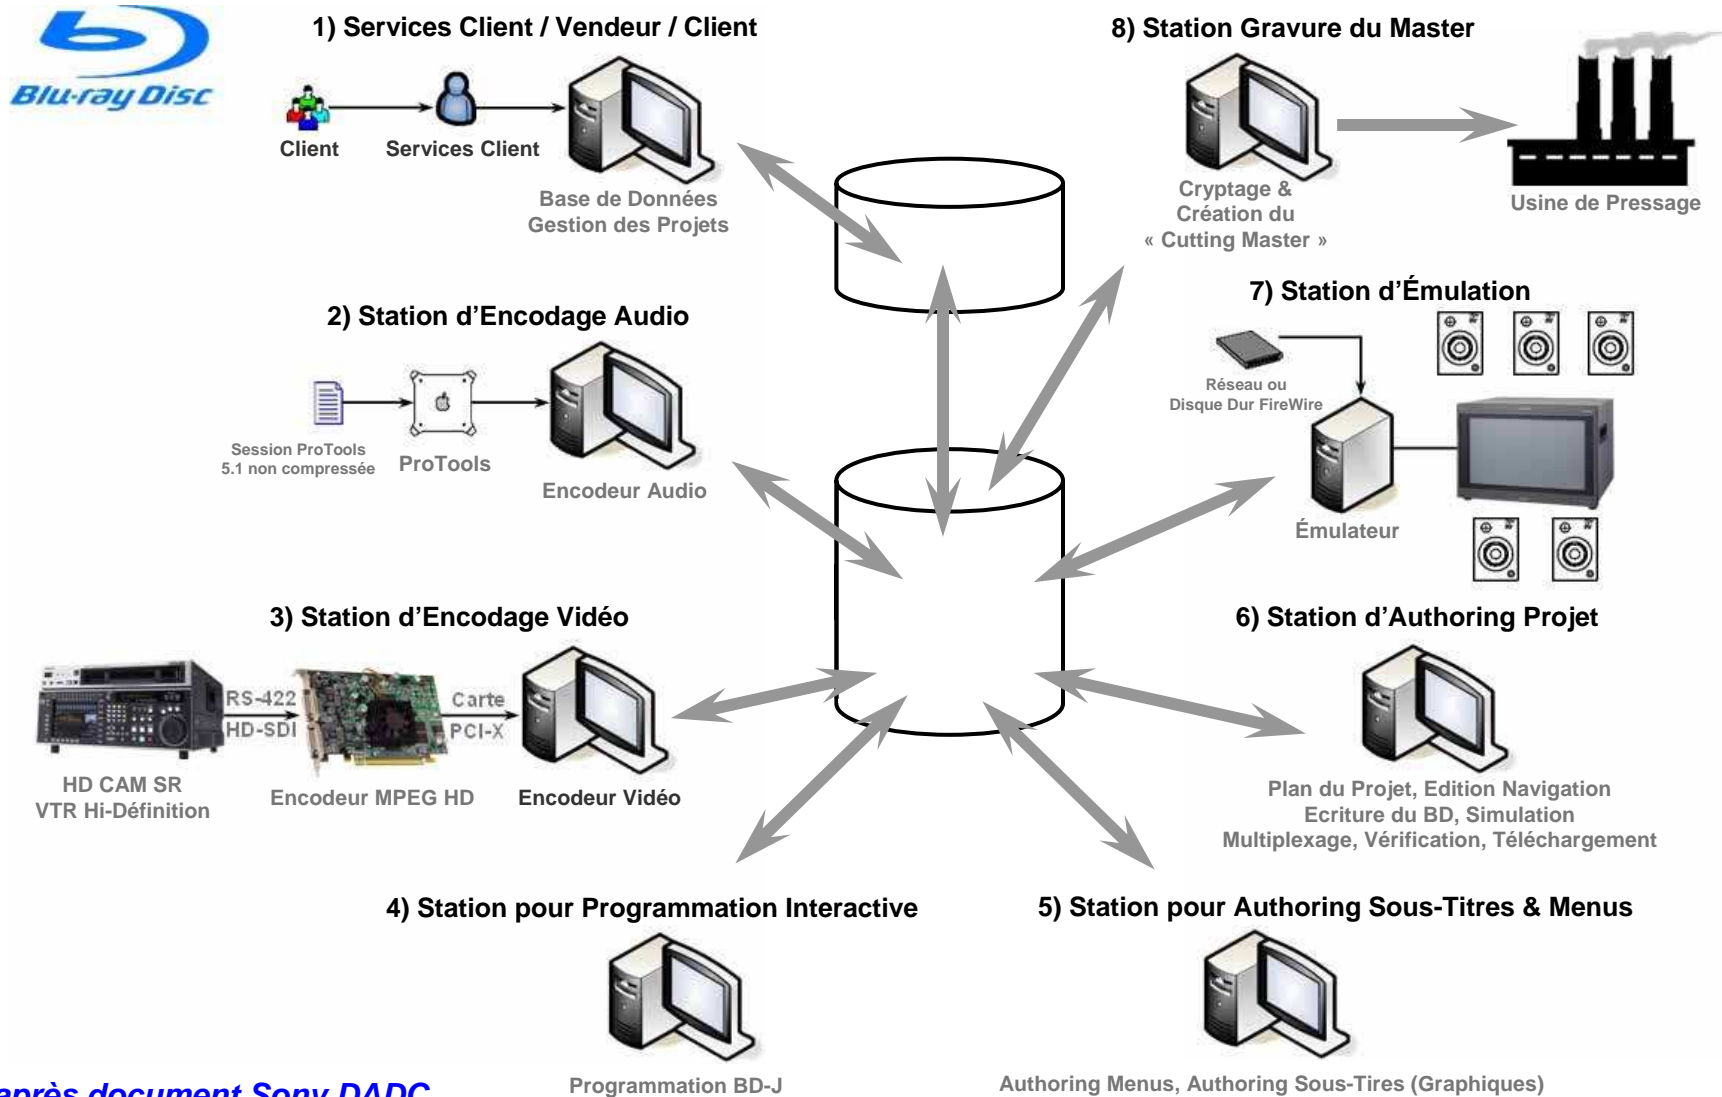 Blu-ray Disc
1) Services Client / Vendeur / Client
Client
Services Client
Base de Données
Gestion des Projets
8) Station Gravure du Master
Cryptage &
Création du
« Cutting Master »
Usine de Pressage
2) Station d’Encodage Audio
Session ProTools
5.1 non compressée
ProTools
Encodeur Audio
7) Station d’Émulation
Réseau ou
Disque Dur FireWire
Émulateur
3) Station d’Encodage Vidéo
RS-422
HD-SDI
Carte
PCI-X
HD CAM SR
VTR Hi-Définition
Encodeur MPEG HD
Encodeur Vidéo
6) Station d’Authoring Projet
Plan du Projet, Edition Navigation
Ecriture du BD, Simulation
Multiplexage, Vérification, Téléchargement
4) Station pour Programmation Interactive
Programmation BD-J
5) Station pour Authoring Sous-Titres & Menus
Authoring Menus, Authoring Sous-Tires (Graphiques)
après document Sony DADC